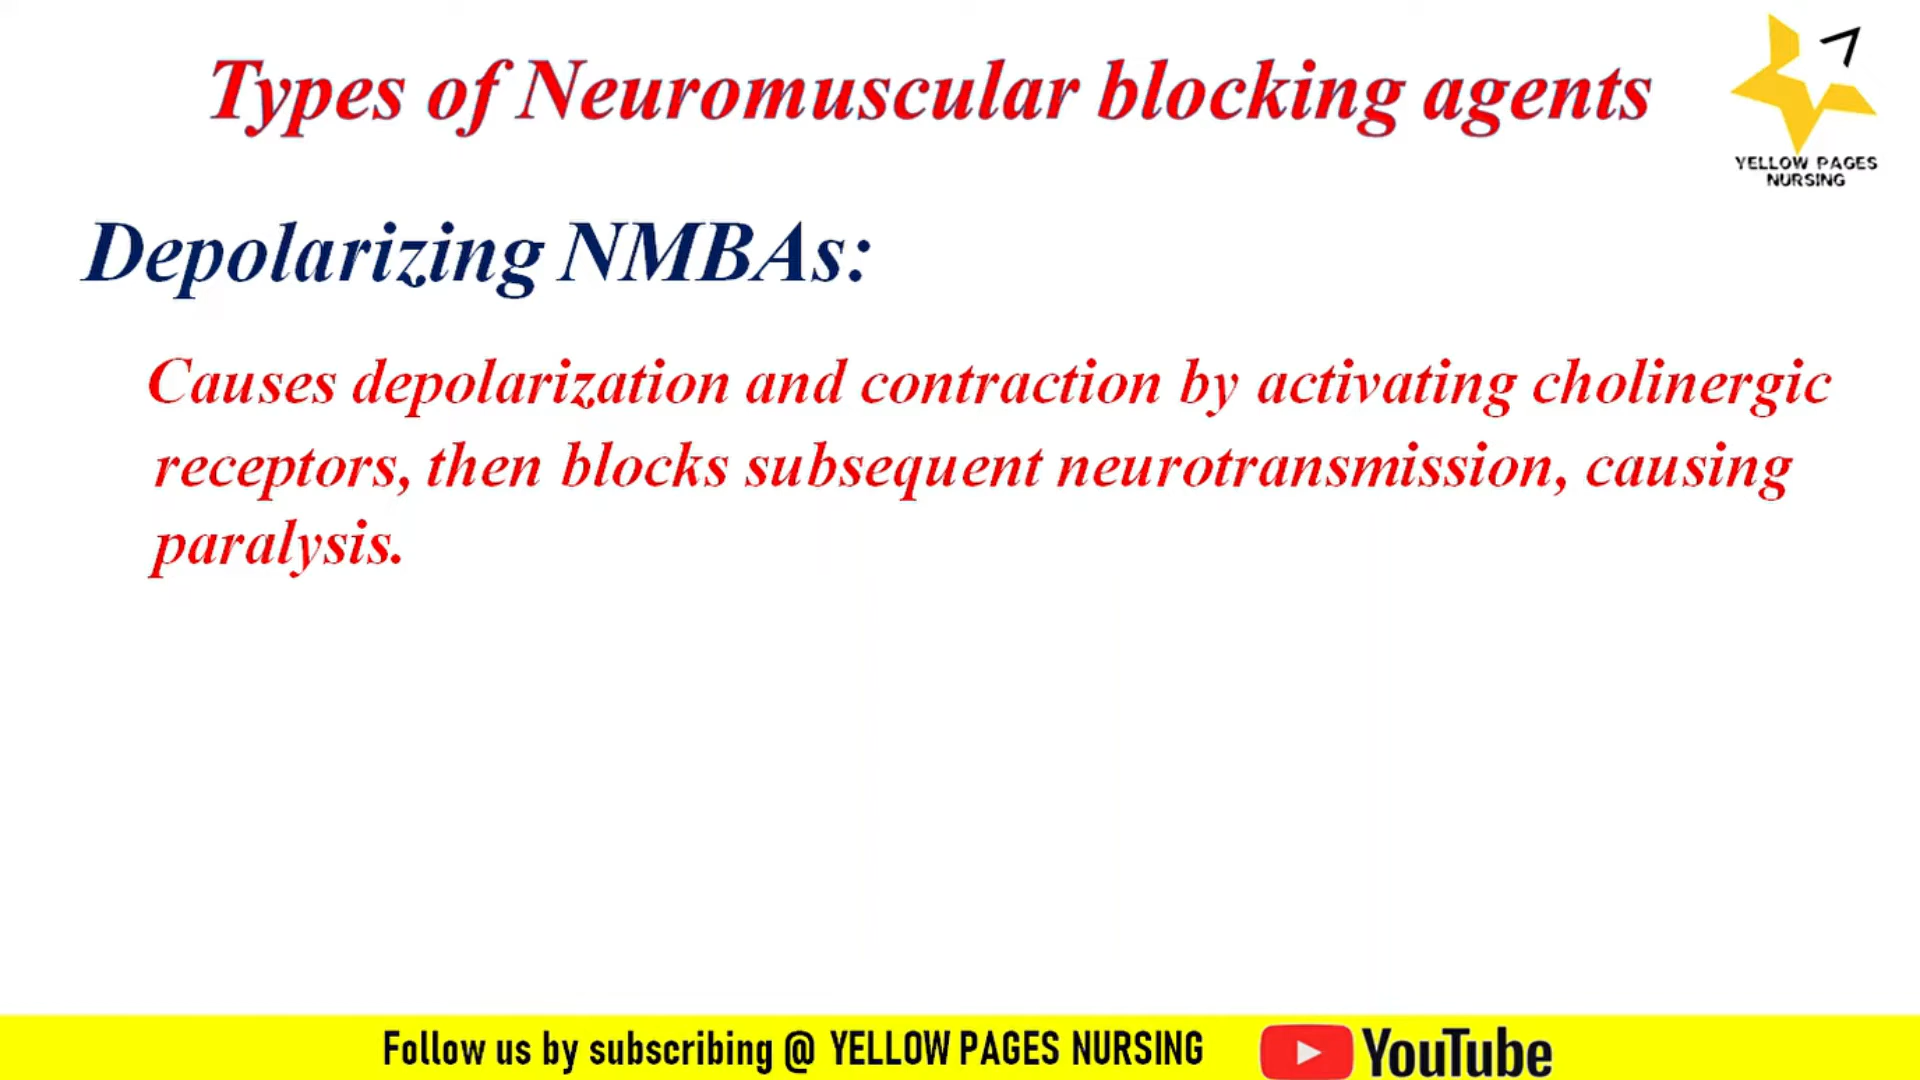 Types of Neuromuscular blocking agents
YELLOW PAGES
NURSING
Depolarizing NMBAs:
Causes depolarization and contraction by activating cholinergic
receptors, then blocks subsequent neurotransmission, causing
paralysis.
Follow us by subscribing @ YELLOW PAGES NURSING YouTube